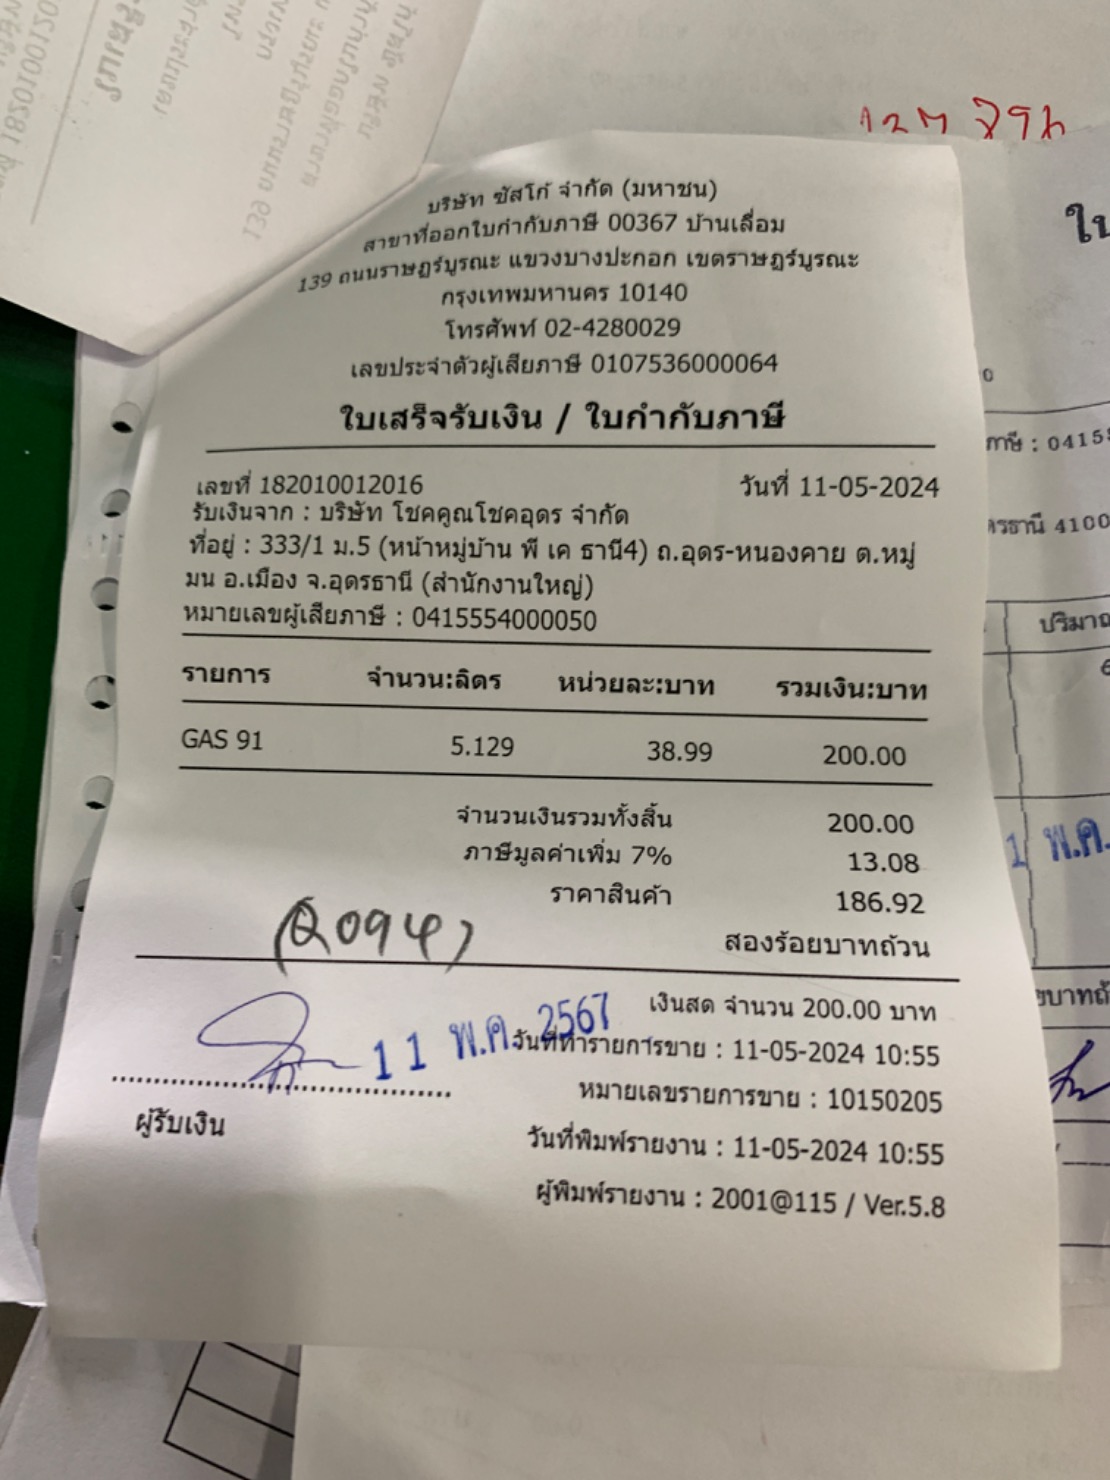 บริษัท ซัสโก้ จำกัด (มหาชน)
สาขาที่ออกใบกำกับภาษี 00367 บ้านเลื่อม
139 ถนนราษฎร์บูรณะ แขวงบางปะกอก เขตราษฎร์บูรณะ
กรุงเทพมหานคร 10140
โทรศัพท์ 02-4280029
เลขประจำตัวผู้เสียภาษี 0107536000064
ใบเสร็จรับเงิน / ใบกำกับภาษี
เลขที่ 182010012016 วันที่ 11-05-2024
รับเงินจาก : บริษัท โชคคูณโชคอุดร จำกัด
ที่อยู่ : 333/1 ม.5 (หน้าหมู่บ้าน พี เค ธานี4) ถ.อุดร-หนองคาย ต.หมู่
มน อ.เมือง จ.อุดรธานี (สำนักงานใหญ่)
หมายเลขผู้เสียภาษี : 0415554000050
รายการ จำนวน:ลิตร หน่วยละ:บาท รวมเงิน:บาท
GAS 91 5.129 38.99 200.00
จำนวนเงินรวมทั้งสิ้น 200.00
ภาษีมูลค่าเพิ่ม 7% 13.08
ราคาสินค้า 186.92
สองร้อยบาทถ้วน
เงินสด จำนวน 200.00 บาท
11 พ.ค. 2567
วันที่ทำรายการขาย : 11-05-2024 10:55
หมายเลขรายการขาย : 10150205
ผู้รับเงิน
วันที่พิมพ์รายงาน : 11-05-2024 10:55
ผู้พิมพ์รายงาน : 2001@115 / Ver.5.8
ภาษี : 0415
ธานี 4100
พ.ค.